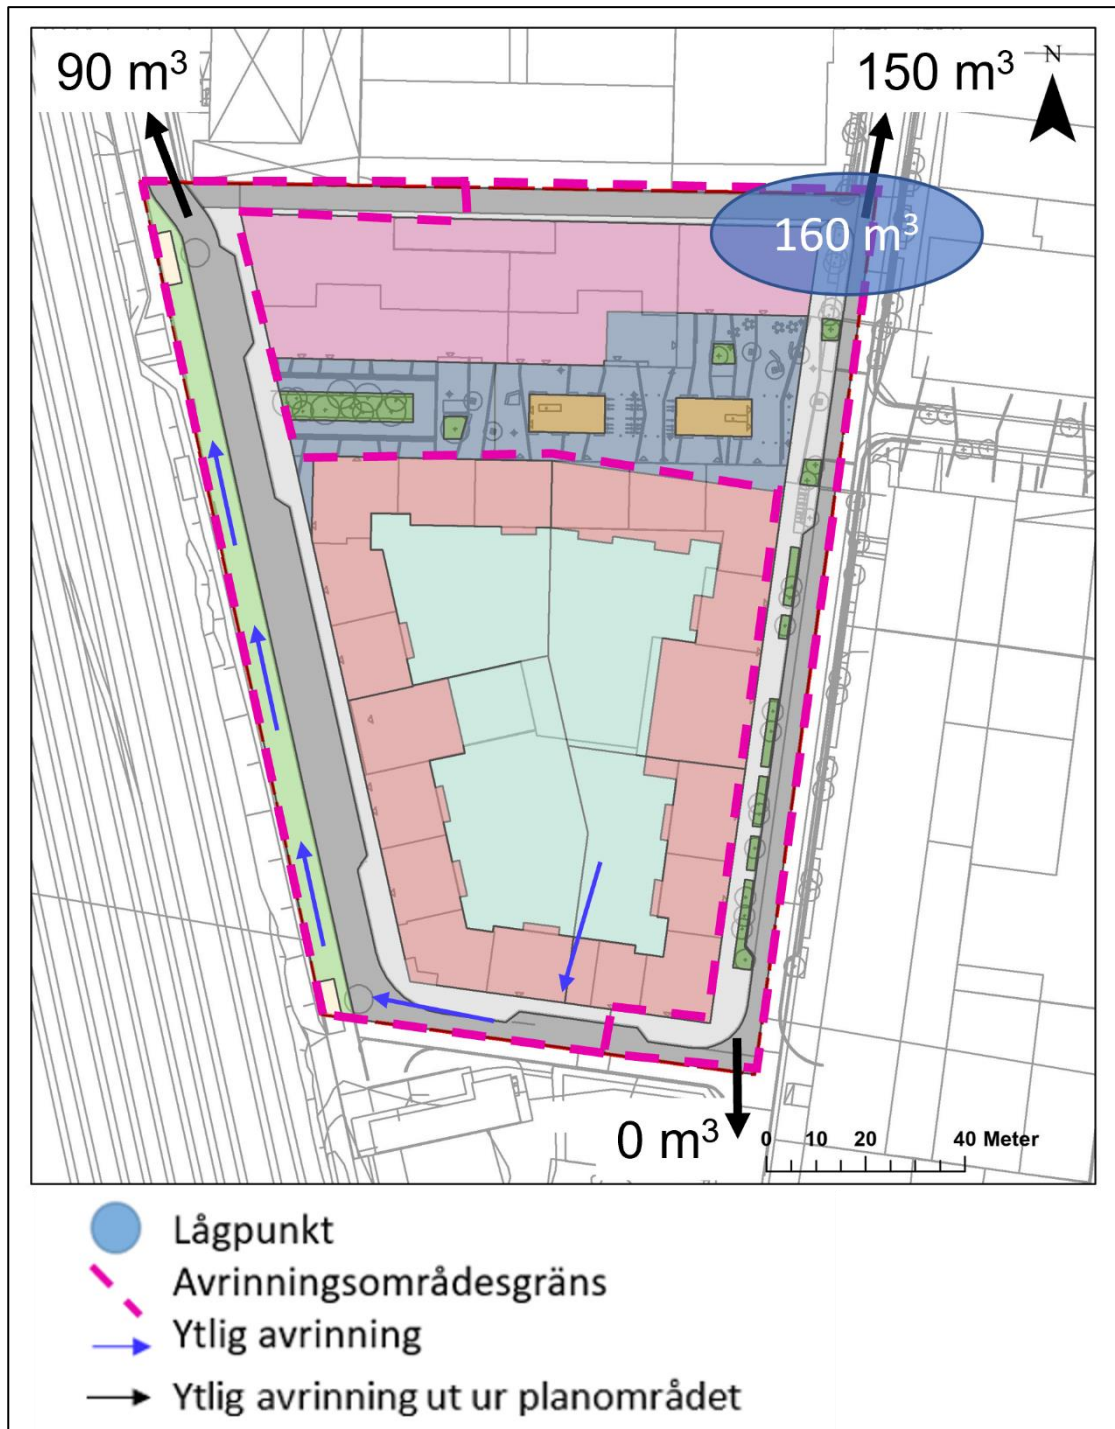 90 m³
150 m³
N
160 m³
0 m³
0 10 20 40 Meter
Lågpunkt
Avrinningsområdesgräns
Ytlig avrinning
Ytlig avrinning ut ur planområdet